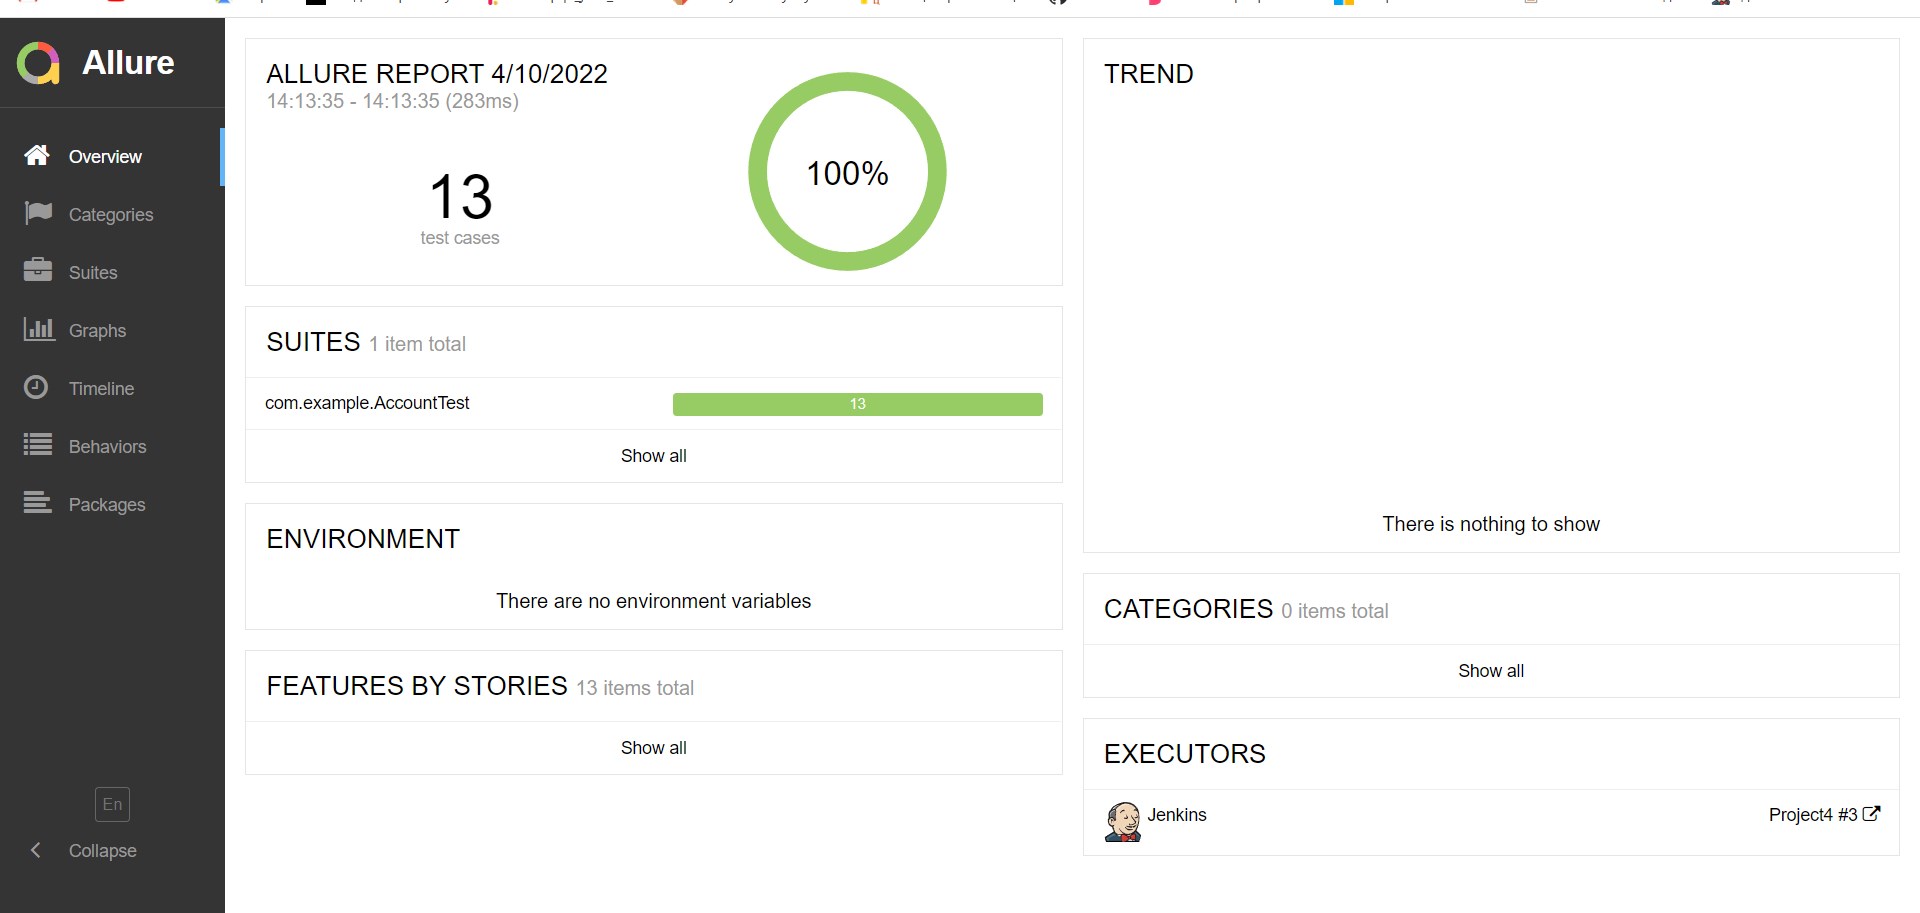 Allure
Overview
Categories
Suites
Graphs
Timeline
Behaviors
Packages
En
Collapse
ALLURE REPORT 4/10/2022
14:13:35 - 14:13:35 (283ms)
13
test cases
100%
SUITES 1 item total
com.example.AccountTest 13
Show all
ENVIRONMENT
There are no environment variables
FEATURES BY STORIES 13 items total
Show all
TREND
There is nothing to show
CATEGORIES 0 items total
Show all
EXECUTORS
Jenkins Project4 #3